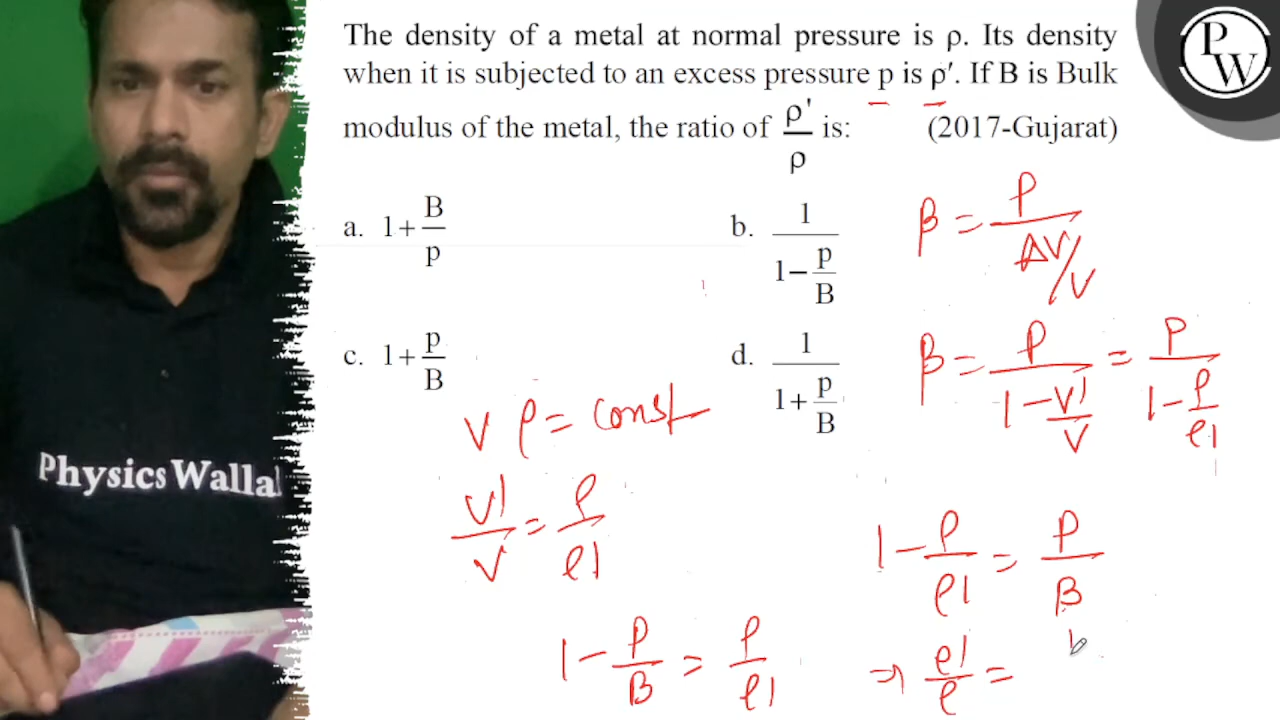 The density of a metal at normal pressure is ρ. Its density
when it is subjected to an excess pressure p is ρ'. If B is Bulk
modulus of the metal, the ratio of ρ'/ρ is: (2017-Gujarat)
a. 1+B/p
b. 1/(1−p/B)
c. 1+p/B
d. 1/(1+p/B)
β = P/(ΔV/V)
β = P/(1−V'/V) = P/(1−ρ/ρ')
Vρ = const
V'/V = ρ/ρ'
1−ρ/ρ' = P/B
1−P/B = ρ/ρ'
⇒ ρ'/ρ =
PW
Physics Walla